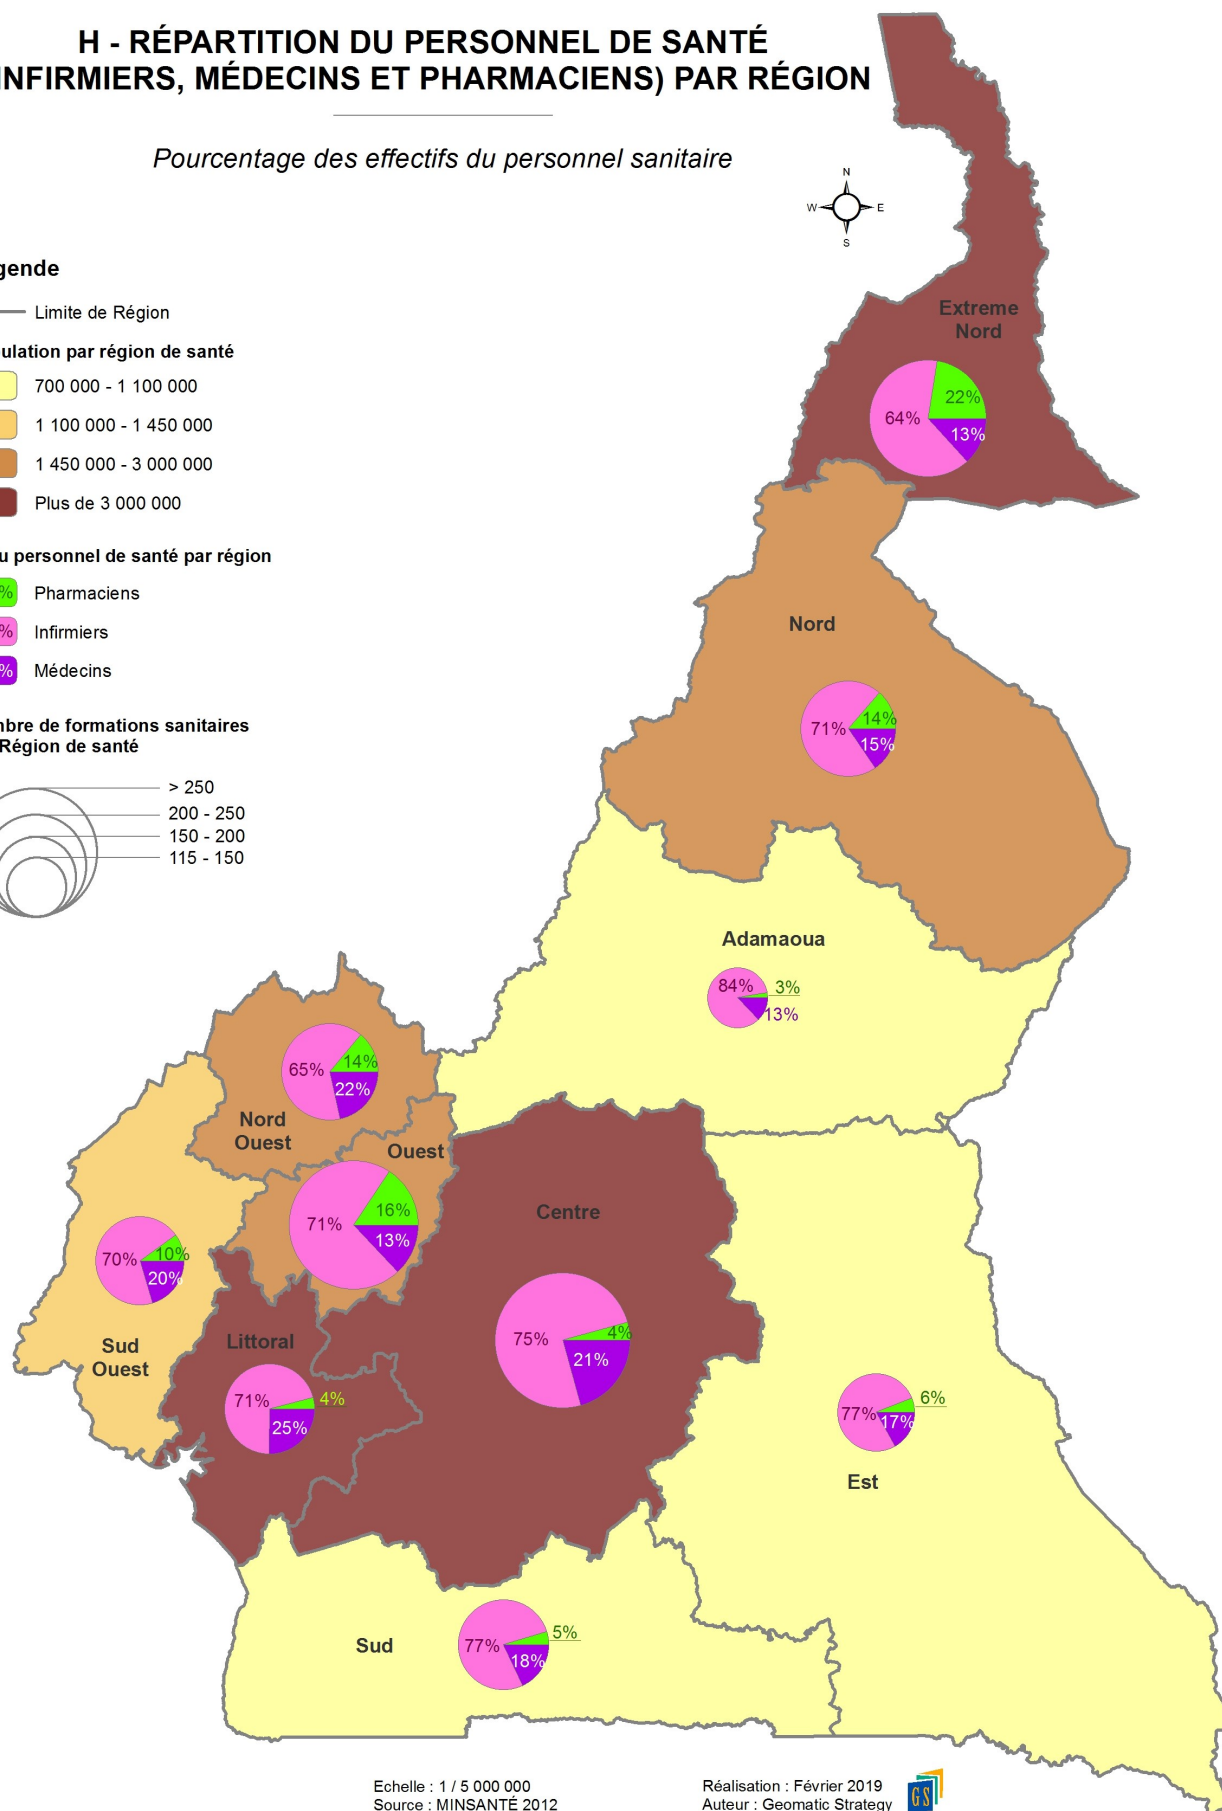 H - RÉPARTITION DU PERSONNEL DE SANTÉ
INFIRMIERS, MÉDECINS ET PHARMACIENS) PAR RÉGION
Pourcentage des effectifs du personnel sanitaire
N
W E
S
gende
Limite de Région
ulation par région de santé
700 000 - 1 100 000
1 100 000 - 1 450 000
1 450 000 - 3 000 000
Plus de 3 000 000
u personnel de santé par région
% Pharmaciens
% Infirmiers
% Médecins
mbre de formations sanitaires
Région de santé
> 250
200 - 250
150 - 200
115 - 150
Extreme
Nord
22%
64%
13%
Nord
14%
71%
15%
Adamaoua
84%
3%
13%
65%
14%
22%
Nord
Ouest
Ouest
16%
71%
13%
Centre
75%
4%
21%
70%
10%
20%
Sud
Ouest
Littoral
71%
4%
25%
6%
77%
17%
Est
Sud
5%
77%
18%
Echelle : 1 / 5 000 000
Source : MINSANTÉ 2012
Réalisation : Février 2019
Auteur : Geomatic Strategy
GS